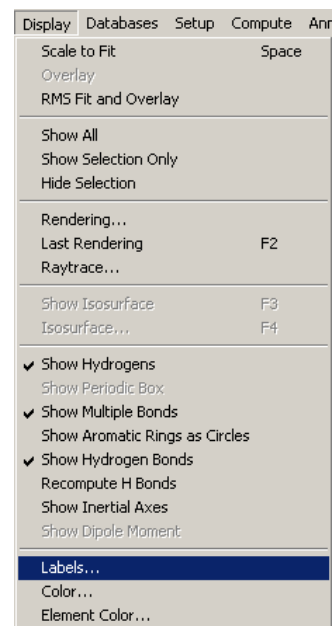 Display Databases Setup Compute Ann
Scale to Fit Space
Overlay
RMS Fit and Overlay
Show All
Show Selection Only
Hide Selection
Rendering...
Last Rendering F2
Raytrace...
Show Isosurface F3
Isosurface... F4
Show Hydrogens
Show Periodic Box
Show Multiple Bonds
Show Aromatic Rings as Circles
Show Hydrogen Bonds
Recompute H Bonds
Show Inertial Axes
Show Dipole Moment
Labels...
Color...
Element Color...